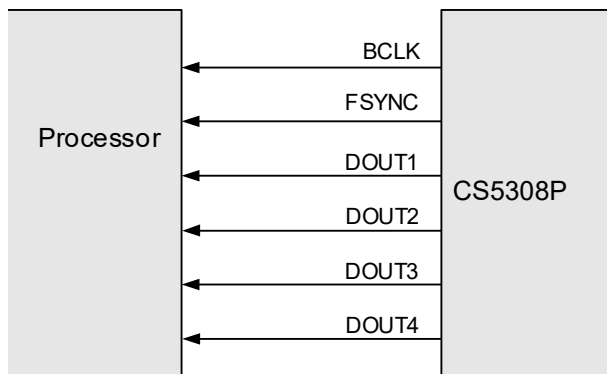 BCLK
FSYNC
Processor
DOUT1
CS5308P
DOUT2
DOUT3
DOUT4